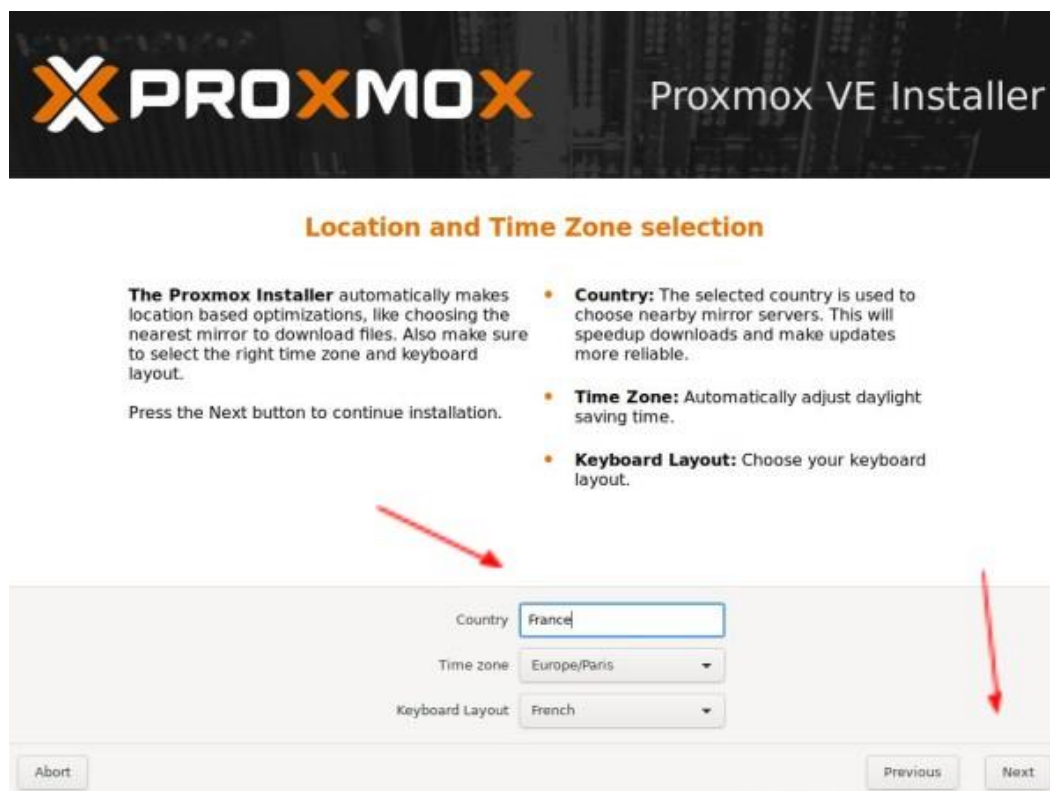 PROXMOX
Proxmox VE Installer
Location and Time Zone selection
The Proxmox Installer automatically makes
location based optimizations, like choosing the
nearest mirror to download files. Also make sure
to select the right time zone and keyboard
layout.
Press the Next button to continue installation.
• Country: The selected country is used to
choose nearby mirror servers. This will
speedup downloads and make updates
more reliable.
• Time Zone: Automatically adjust daylight
saving time.
• Keyboard Layout: Choose your keyboard
layout.
Country France
Time zone Europe/Paris
Keyboard Layout French
Abort Previous Next